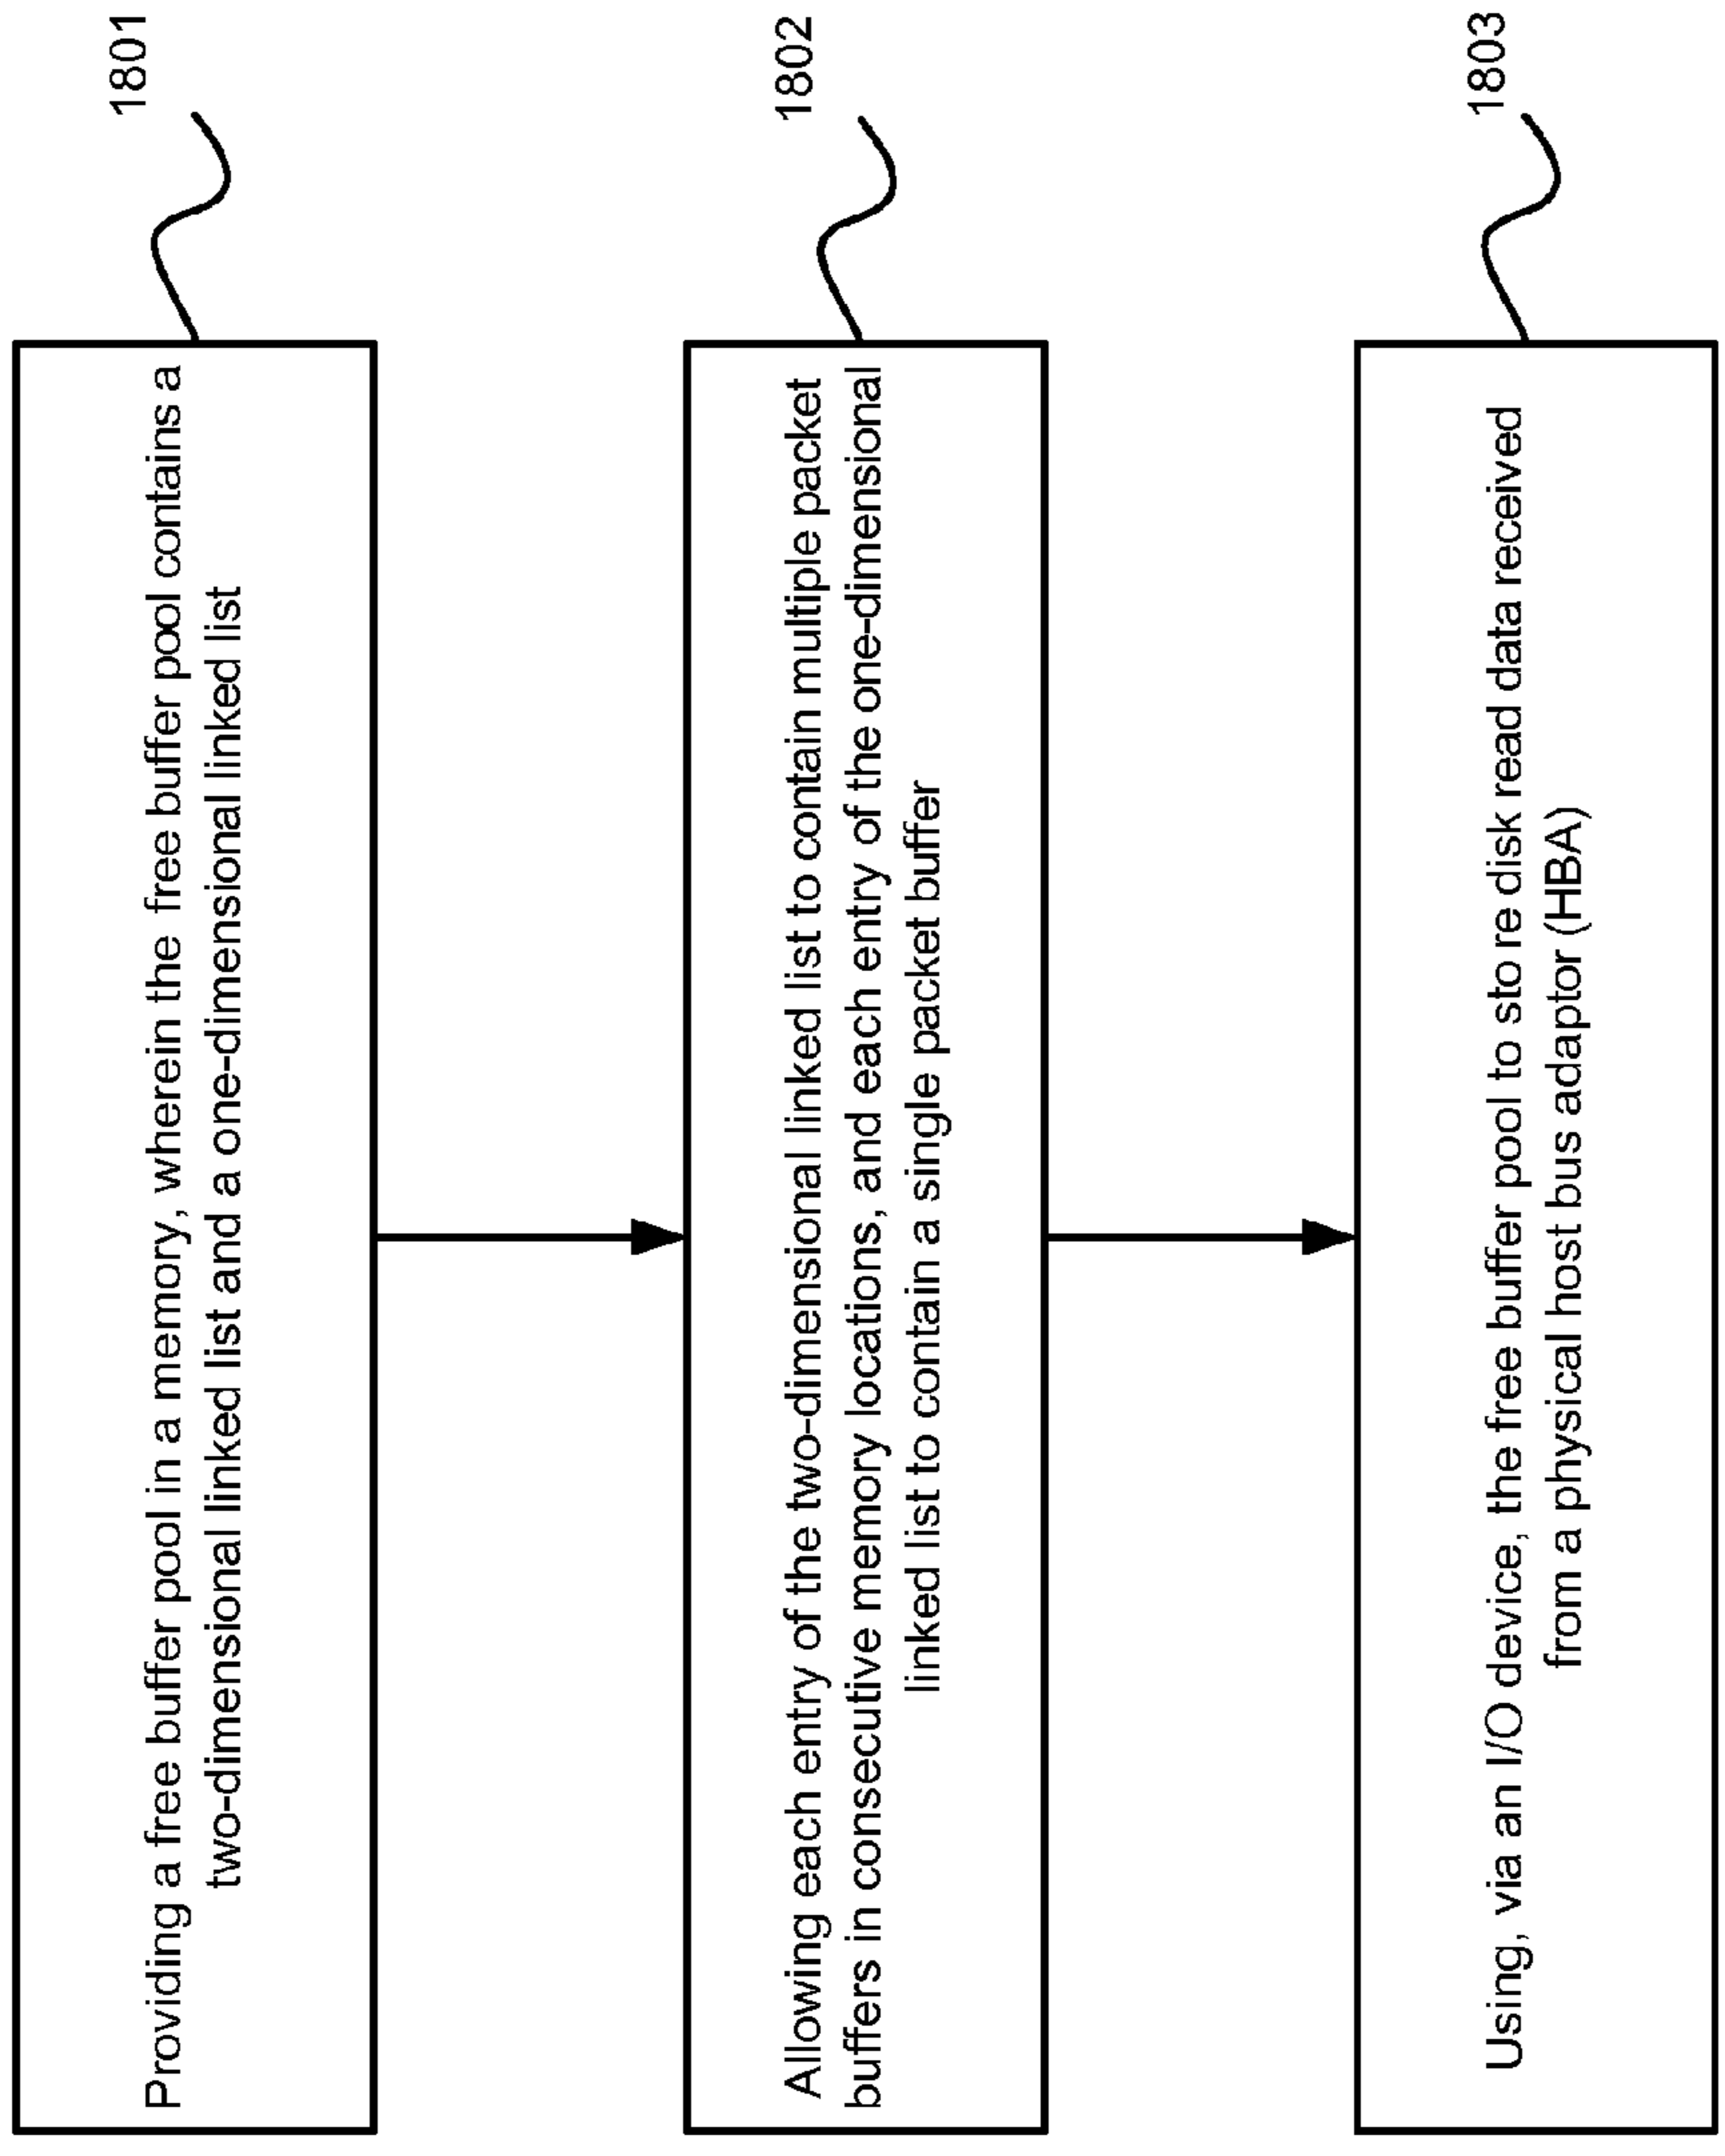 Providing a free buffer pool in a memory, wherein the free buffer pool contains a
two-dimensional linked list and a one-dimensional linked list
1801
Allowing each entry of the two-dimensional linked list to contain multiple packet
buffers in consecutive memory locations, and each entry of the one-dimensional
linked list to contain a single packet buffer
1802
Using, via an I/O device, the free buffer pool to store disk read data received
from a physical host bus adaptor (HBA)
1803